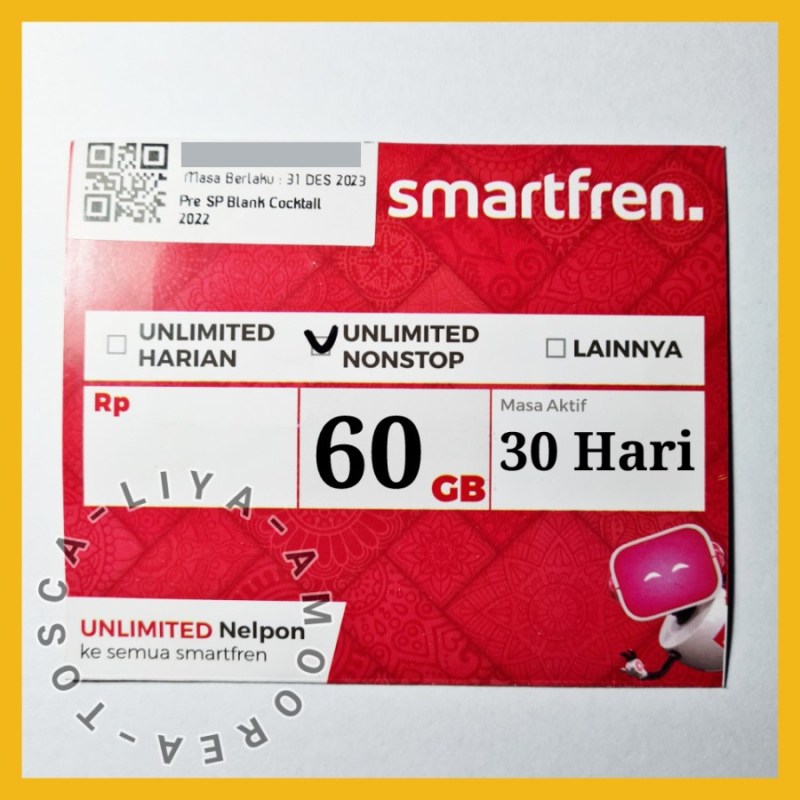 Masa Berlaku : 31 DES 2023
Pre SP Blank Cocktail
2022
smartfren.
UNLIMITED
HARIAN
UNLIMITED
NONSTOP
LAINNYA
Rp
60
GB
Masa Aktif
30 Hari
UNLIMITED Nelpon
ke semua smartfren
TOSCA-LIYA-AMOOREA-